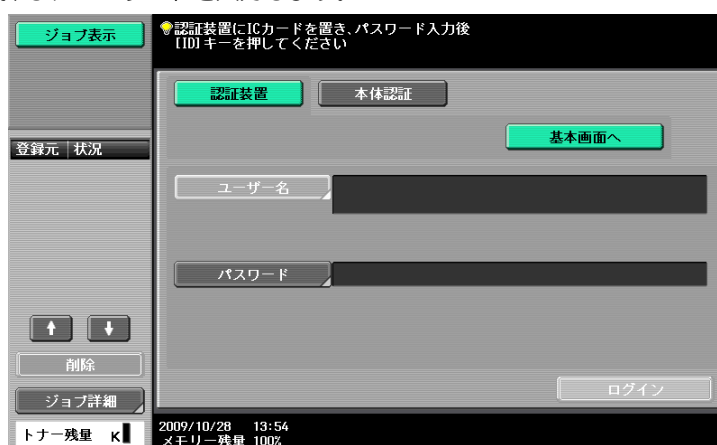 ジョブ表示
認証装置にICカードを置き、パスワード入力後
[ID]キーを押してください
認証装置
本体認証
基本画面へ
登録元 状況
ユーザー名
パスワード
削除
ログイン
ジョブ詳細
トナー残量 K
2009/10/28 13:54
メモリー残量 100%